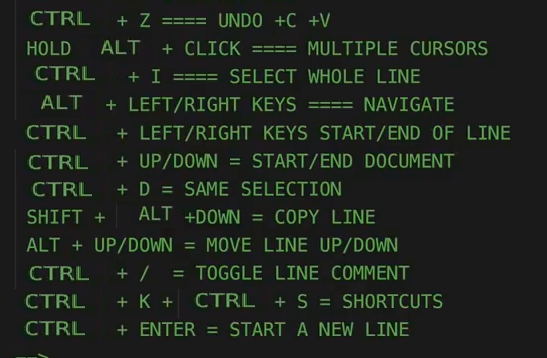 CTRL + Z ==== UNDO +C +V
HOLD ALT + CLICK ==== MULTIPLE CURSORS
CTRL + I ==== SELECT WHOLE LINE
ALT + LEFT/RIGHT KEYS ==== NAVIGATE
CTRL + LEFT/RIGHT KEYS START/END OF LINE
CTRL + UP/DOWN = START/END DOCUMENT
CTRL + D = SAME SELECTION
SHIFT + ALT +DOWN = COPY LINE
ALT + UP/DOWN = MOVE LINE UP/DOWN
CTRL + / = TOGGLE LINE COMMENT
CTRL + K + CTRL + S = SHORTCUTS
CTRL + ENTER = START A NEW LINE
-->